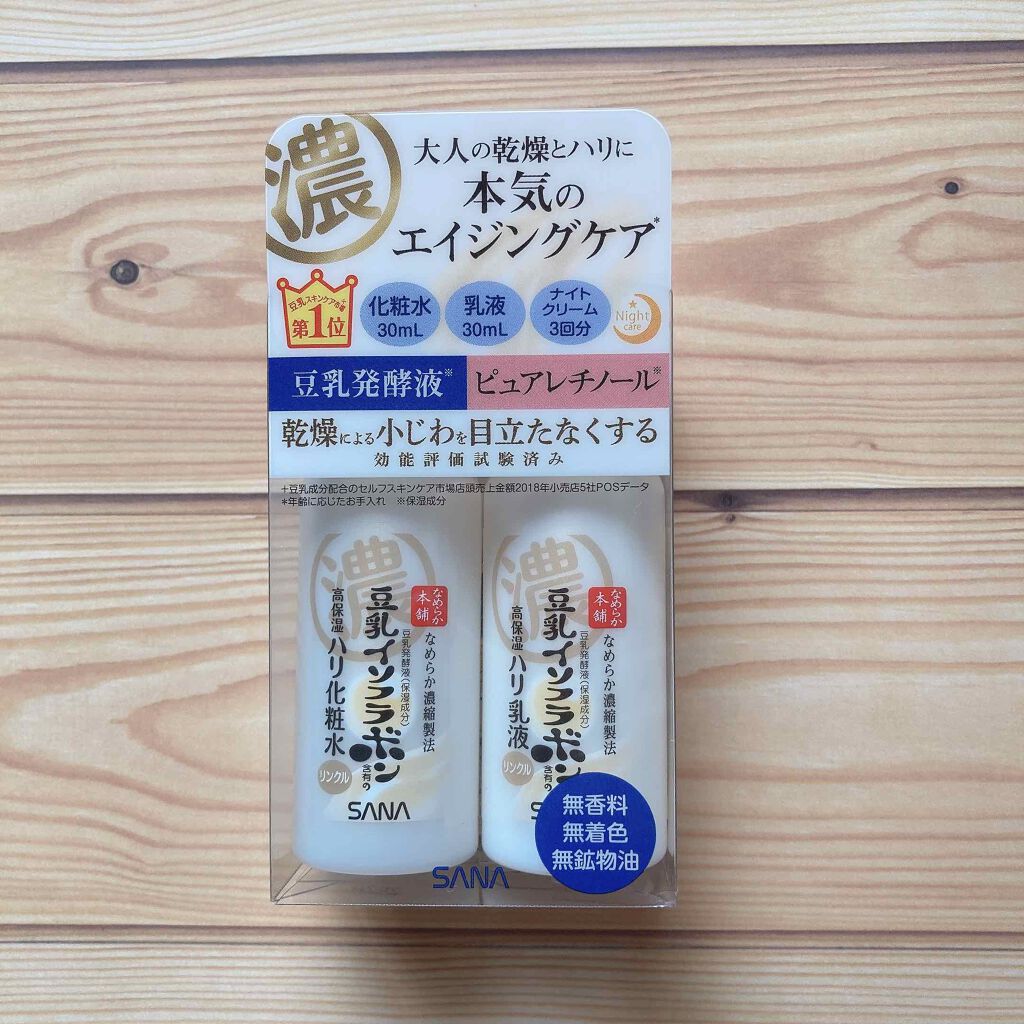 濃
大人の乾燥とハリに
本気の
エイジングケア*
豆乳スキンケア市場+
第1位
化粧水
30mL
乳液
30mL
ナイト
クリーム
3回分
Night
care
豆乳発酵液※
ピュアレチノール※
乾燥による小じわを目立たなくする
効能評価試験済み
+豆乳成分配合のセルフスキンケア市場店頭売上金額2018年小売店5社POSデータ
*年齢に応じたお手入れ ※保湿成分
濃
なめらか
本舗
なめらか濃縮製法
豆乳発酵液(保湿成分)
豆乳イソフラボン
含有の
高保湿ハリ化粧水
リンクル
SANA
濃
なめらか
本舗
なめらか濃縮製法
豆乳発酵液(保湿成分)
豆乳イソフラボン
含有の
高保湿ハリ乳液
リンクル
無香料
無着色
無鉱物油
SANA